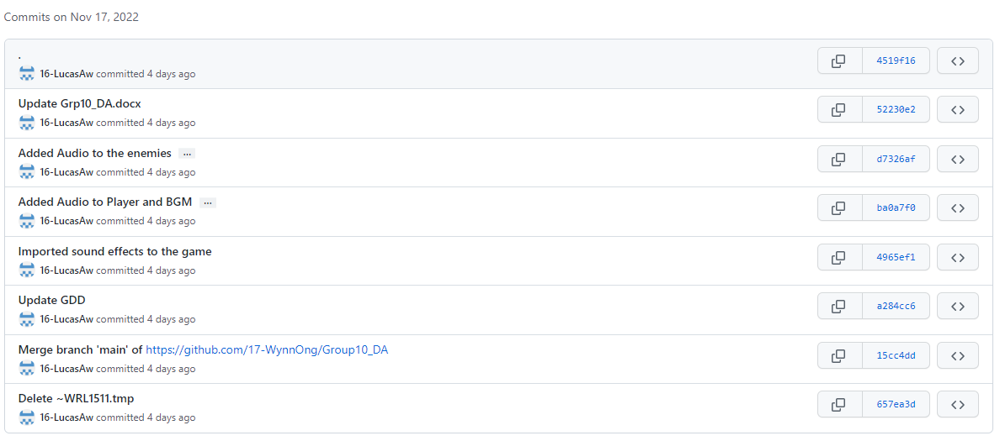 Commits on Nov 17, 2022
.
16-LucasAw committed 4 days ago
4519f16
Update Grp10_DA.docx
16-LucasAw committed 4 days ago
52230e2
Added Audio to the enemies ...
16-LucasAw committed 4 days ago
d7326af
Added Audio to Player and BGM ...
16-LucasAw committed 4 days ago
ba0a7f0
Imported sound effects to the game
16-LucasAw committed 4 days ago
4965ef1
Update GDD
16-LucasAw committed 4 days ago
a284cc6
Merge branch 'main' of https://github.com/17-WynnOng/Group10_DA
16-LucasAw committed 4 days ago
15cc4dd
Delete ~WRL1511.tmp
16-LucasAw committed 4 days ago
657ea3d